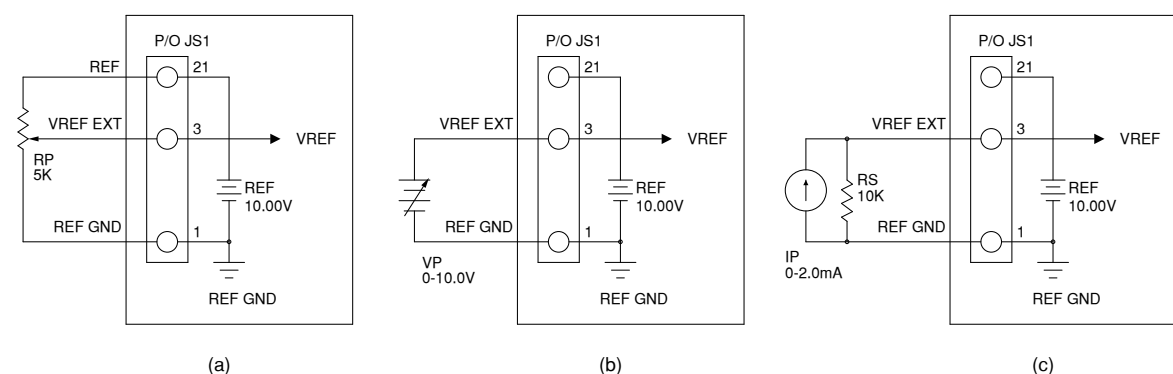 P/O JS1
REF
21
VREF EXT
3
VREF
RP
5K
REF
10.00V
REF GND
1
REF GND
(a)
P/O JS1
21
VREF EXT
3
VREF
REF
10.00V
REF GND
1
VP
0-10.0V
REF GND
(b)
P/O JS1
21
VREF EXT
3
VREF
RS
10K
REF
10.00V
REF GND
1
IP
0-2.0mA
REF GND
(c)